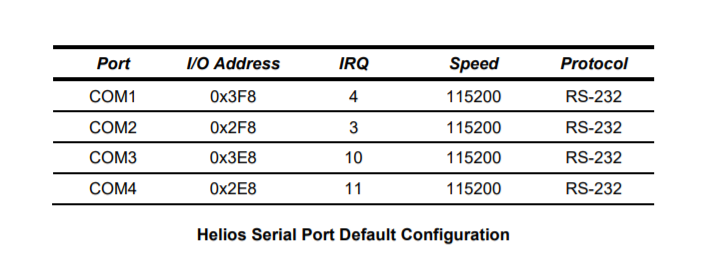 Port I/O Address IRQ Speed Protocol
COM1 0x3F8 4 115200 RS-232
COM2 0x2F8 3 115200 RS-232
COM3 0x3E8 10 115200 RS-232
COM4 0x2E8 11 115200 RS-232
Helios Serial Port Default Configuration